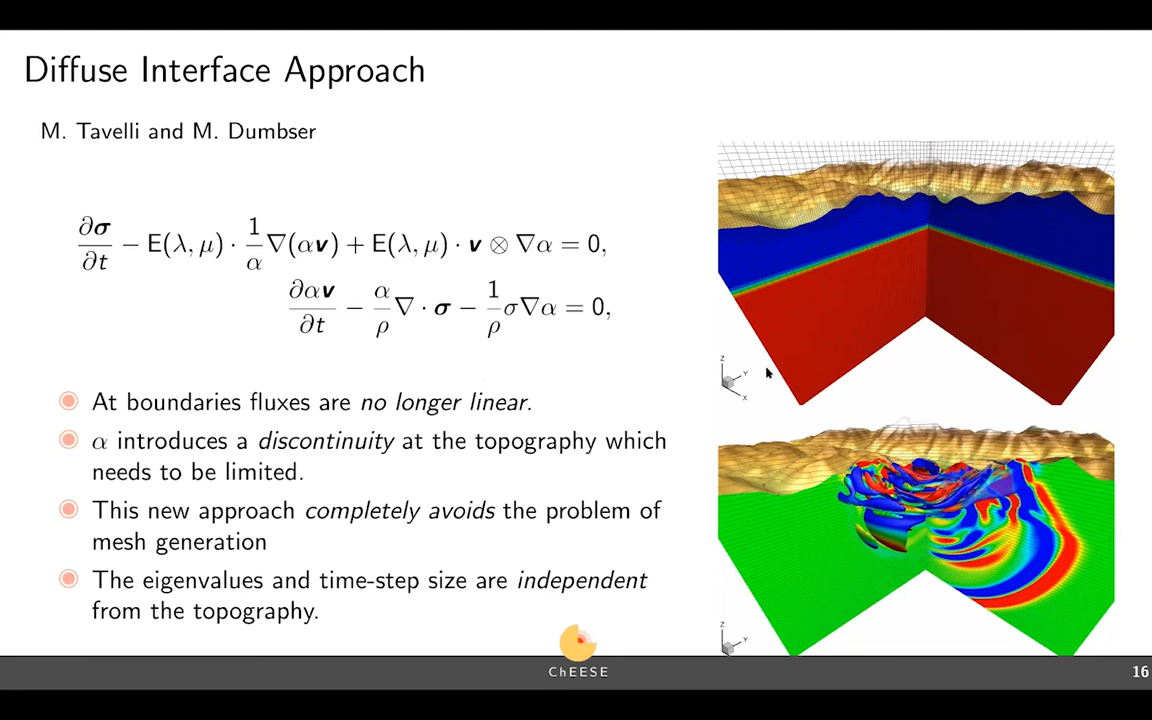 Diffuse Interface Approach
M. Tavelli and M. Dumbser
∂σ/∂t − E(λ, μ) · 1/α ∇(αv) + E(λ, μ) · v ⊗ ∇α = 0,
∂αv/∂t − α/ρ ∇ · σ − 1/ρ σ∇α = 0,
At boundaries fluxes are no longer linear.
α introduces a discontinuity at the topography which
needs to be limited.
This new approach completely avoids the problem of
mesh generation
The eigenvalues and time-step size are independent
from the topography.
Z
Y
X
Z
Y
ChEESE
16